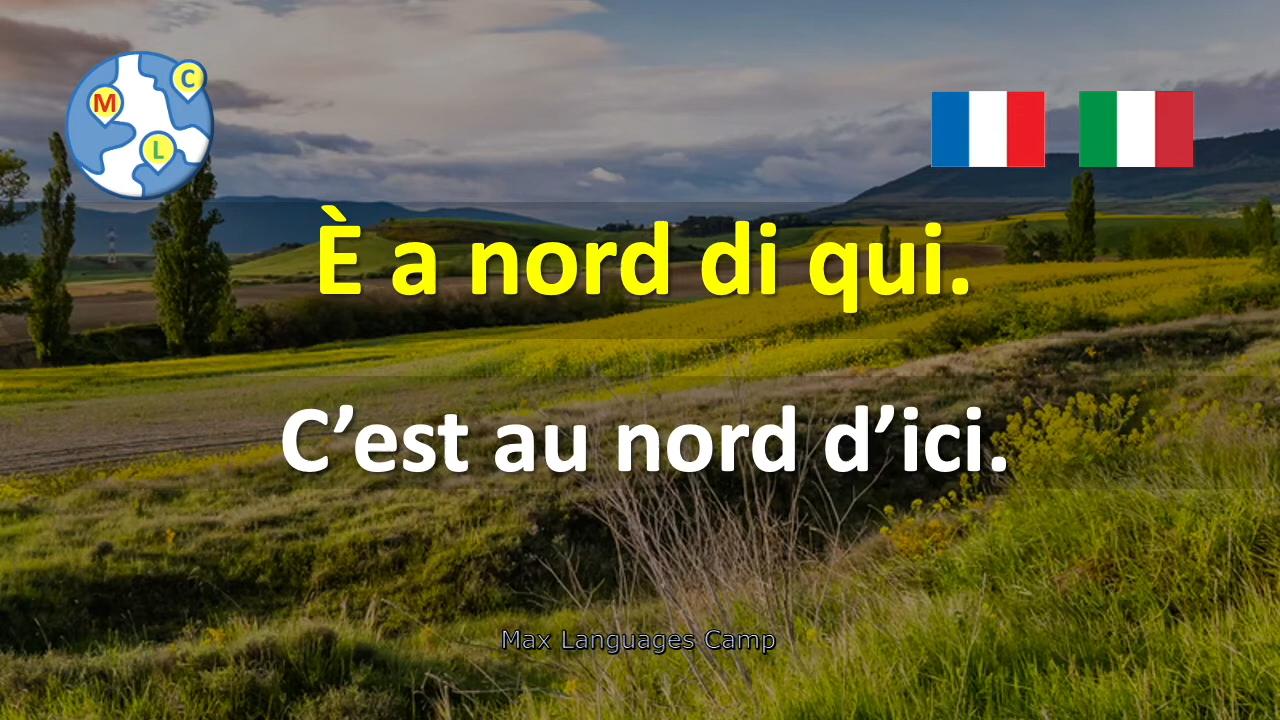 M
C
L
È a nord di qui.
C’est au nord d’ici.
Max Languages Camp